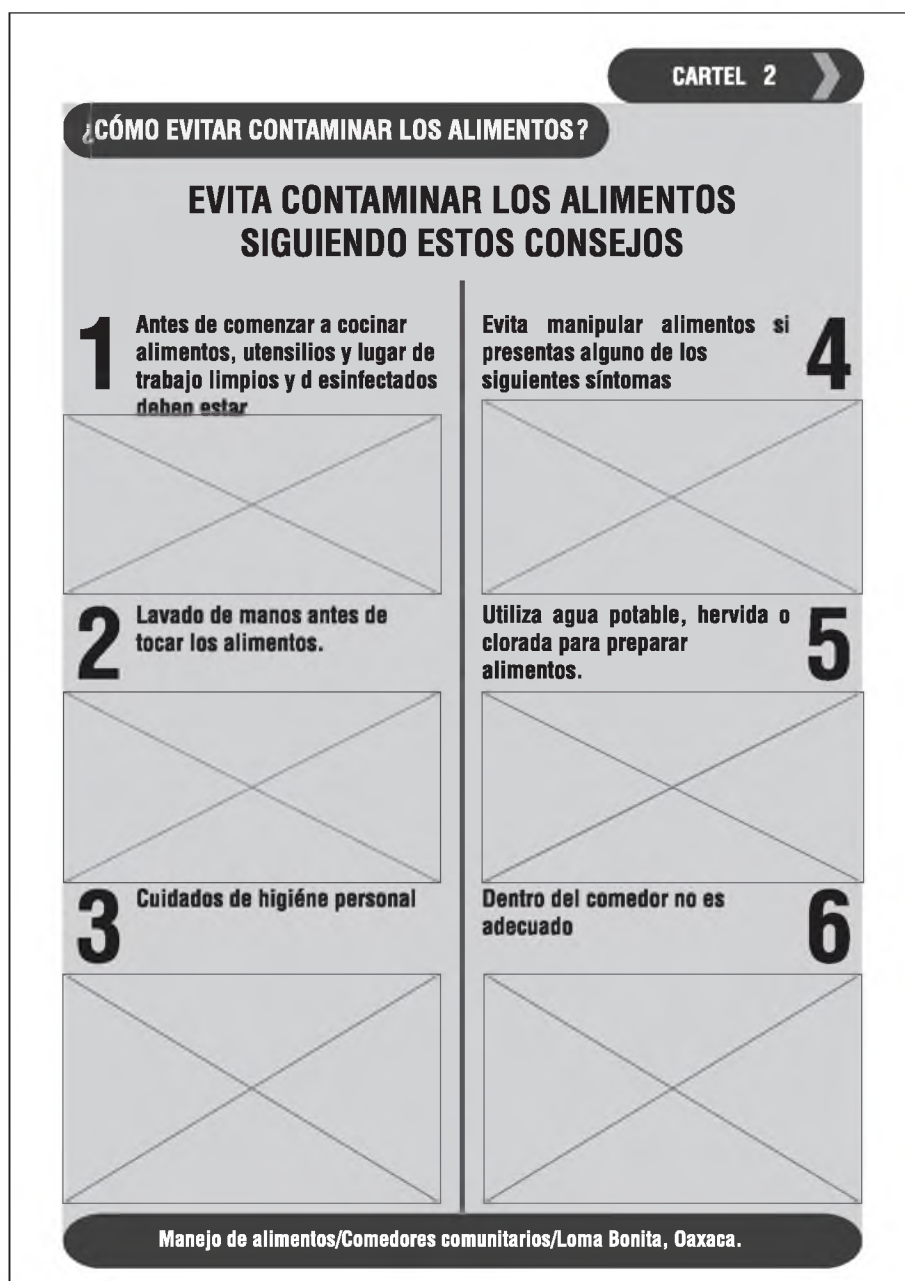 CARTEL 2
¿CÓMO EVITAR CONTAMINAR LOS ALIMENTOS?
EVITA CONTAMINAR LOS ALIMENTOS
SIGUIENDO ESTOS CONSEJOS
1
Antes de comenzar a cocinar
alimentos, utensilios y lugar de
trabajo limpios y d esinfectados
deben estar
2
Lavado de manos antes de
tocar los alimentos.
3
Cuidados de higiéne personal
Evita manipular alimentos si
presentas alguno de los
siguientes síntomas
4
Utiliza agua potable, hervida o
clorada para preparar
alimentos.
5
Dentro del comedor no es
adecuado
6
Manejo de alimentos/Comedores comunitarios/Loma Bonita, Oaxaca.